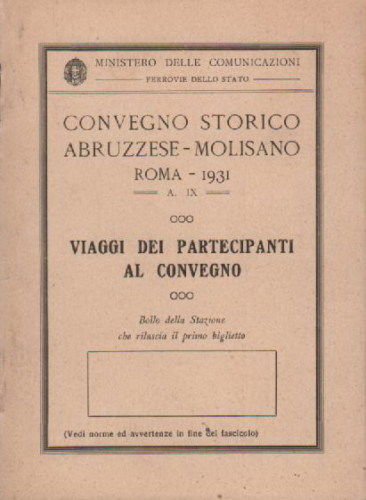 MINISTERO DELLE COMUNICAZIONI
FERROVIE DELLO STATO
CONVEGNO STORICO
ABRUZZESE-MOLISANO
ROMA - 1931
A. IX
VIAGGI DEI PARTECIPANTI
AL CONVEGNO
Bollo della Stazione
che rilascia il primo biglietto
(Vedi norme ed avvertenze in fine del fascicolo)